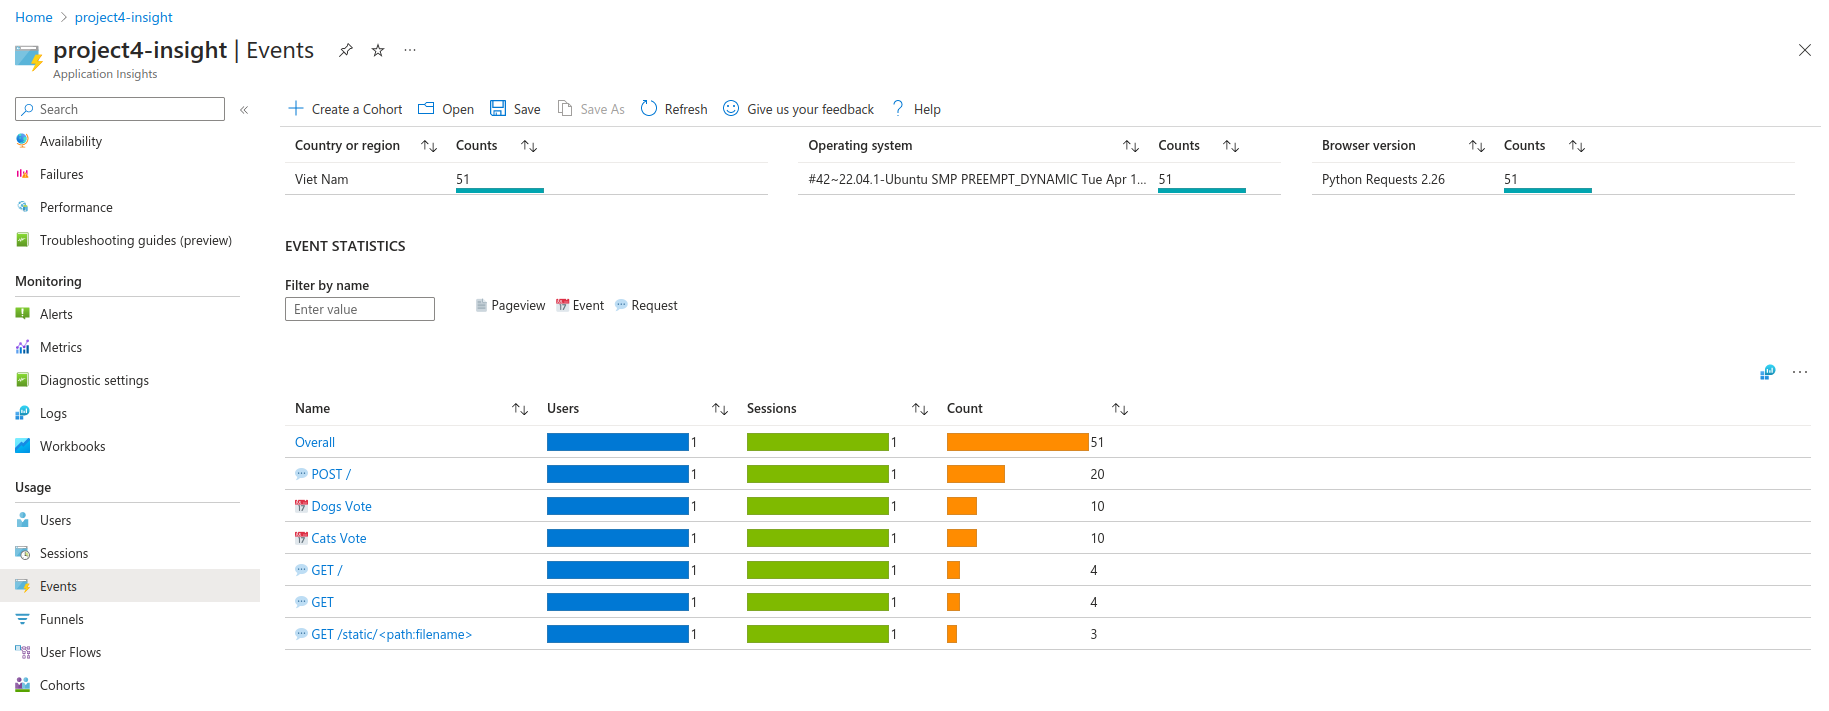 Home > project4-insight
project4-insight | Events ...
Application Insights
Search «
Create a Cohort Open Save Save As Refresh Give us your feedback ? Help
Availability
Failures
Performance
Troubleshooting guides (preview)
Monitoring
Alerts
Metrics
Diagnostic settings
Logs
Workbooks
Usage
Users
Sessions
Events
Funnels
User Flows
Cohorts
Country or region Counts Operating system Counts Browser version Counts
Viet Nam 51 #42~22.04.1-Ubuntu SMP PREEMPT_DYNAMIC Tue Apr 1... 51 Python Requests 2.26 51
EVENT STATISTICS
Filter by name
Enter value Pageview Event Request
...
Name Users Sessions Count
Overall 1 1 51
POST / 1 1 20
Dogs Vote 1 1 10
Cats Vote 1 1 10
GET / 1 1 4
GET 1 1 4
GET /static/<path:filename> 1 1 3